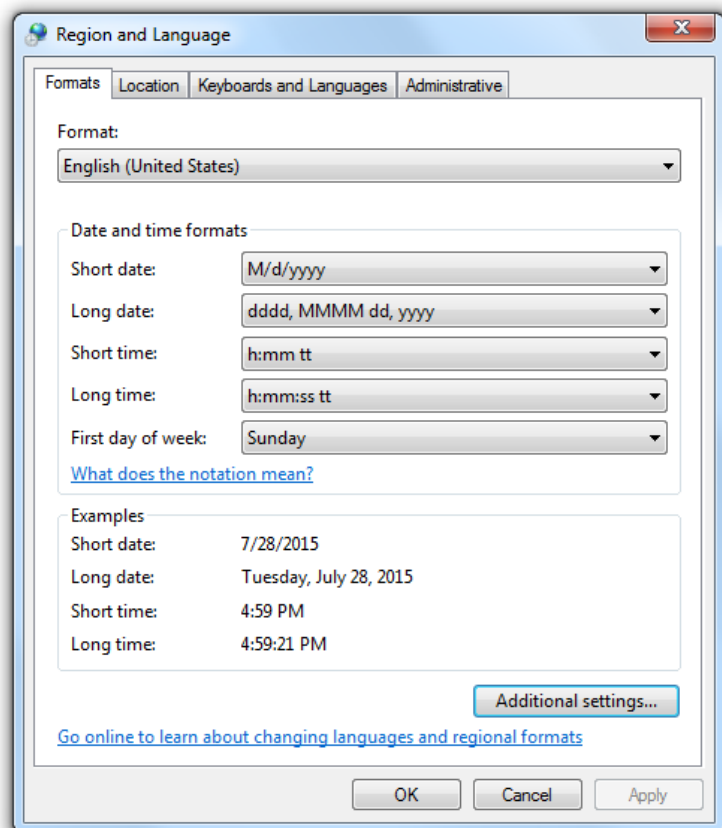 Region and Language
Formats Location Keyboards and Languages Administrative
Format:
English (United States)
Date and time formats
Short date: M/d/yyyy
Long date: dddd, MMMM dd, yyyy
Short time: h:mm tt
Long time: h:mm:ss tt
First day of week: Sunday
What does the notation mean?
Examples
Short date: 7/28/2015
Long date: Tuesday, July 28, 2015
Short time: 4:59 PM
Long time: 4:59:21 PM
Additional settings...
Go online to learn about changing languages and regional formats
OK Cancel Apply